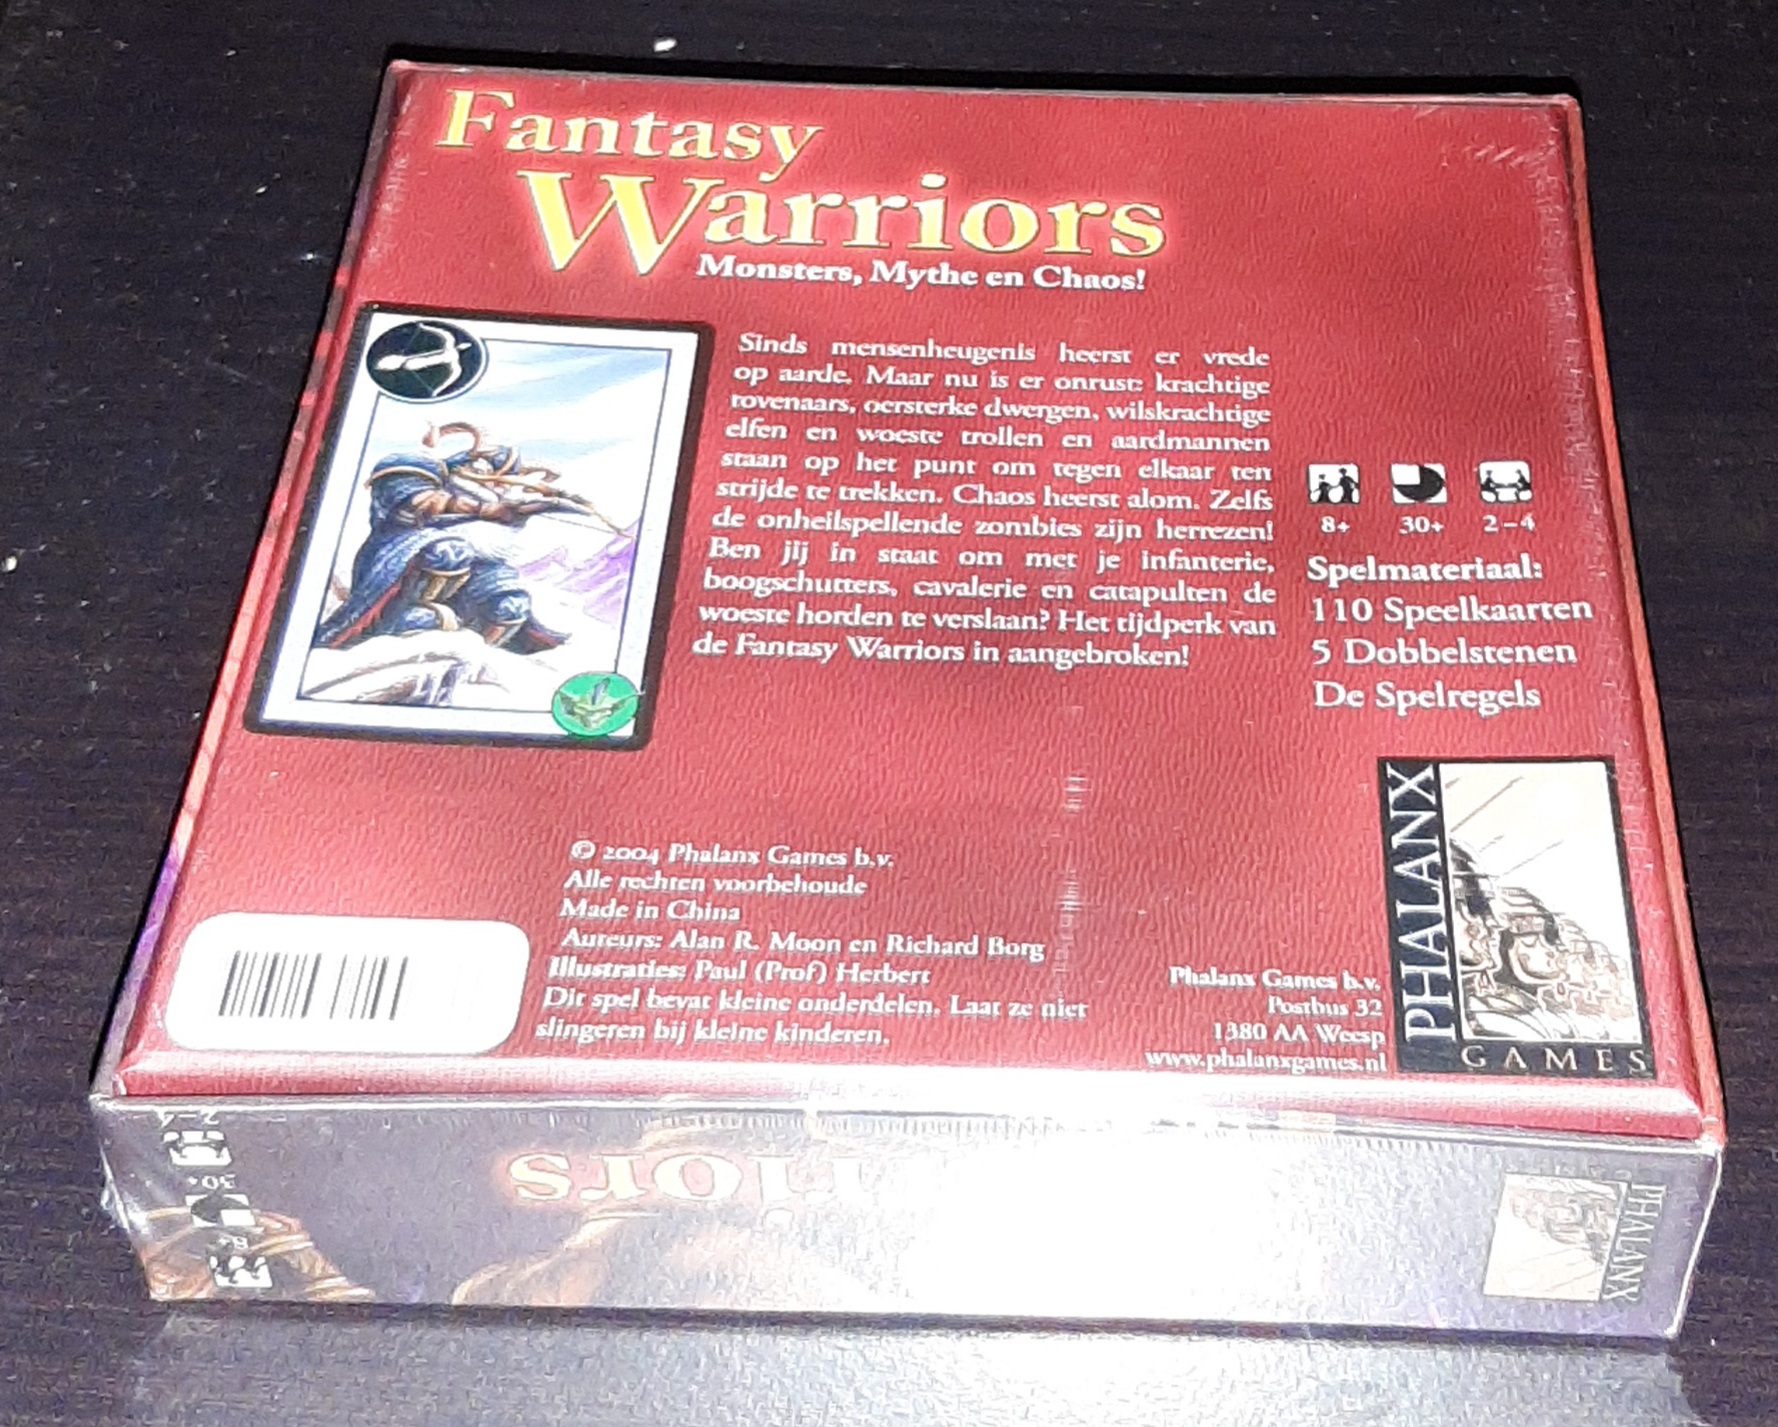 Fantasy
Warriors
Monsters, Mythe en Chaos!
Sinds mensenheugenis heerst er vrede
op aarde. Maar nu is er onrust: krachtige
tovenaars, oersterke dwergen, wilskrachtige
elfen en woeste trollen en aardmannen
staan op het punt om tegen elkaar ten
strijde te trekken. Chaos heerst alom. Zelfs
de onheilspellende zombies zijn herrezen!
Ben jij in staat om met je infanterie,
boogschutters, cavalerie en catapulten de
woeste horden te verslaan? Het tijdperk van
de Fantasy Warriors in aangebroken!
8+ 30+ 2–4
Spelmateriaal:
110 Speelkaarten
5 Dobbelstenen
De Spelregels
© 2004 Phalanx Games b.v.
Alle rechten voorbehoude
Made in China
Auteurs: Alan R. Moon en Richard Borg
Illustraties: Paul (Prof) Herbert
Dit spel bevat kleine onderdelen. Laat ze niet
slingeren bij kleine kinderen.
Phalanx Games b.v.
Postbus 32
1380 AA Weesp
www.phalanxgames.nl
PHALANX
GAMES
2–4
30+
8+
rriors
PHALANX